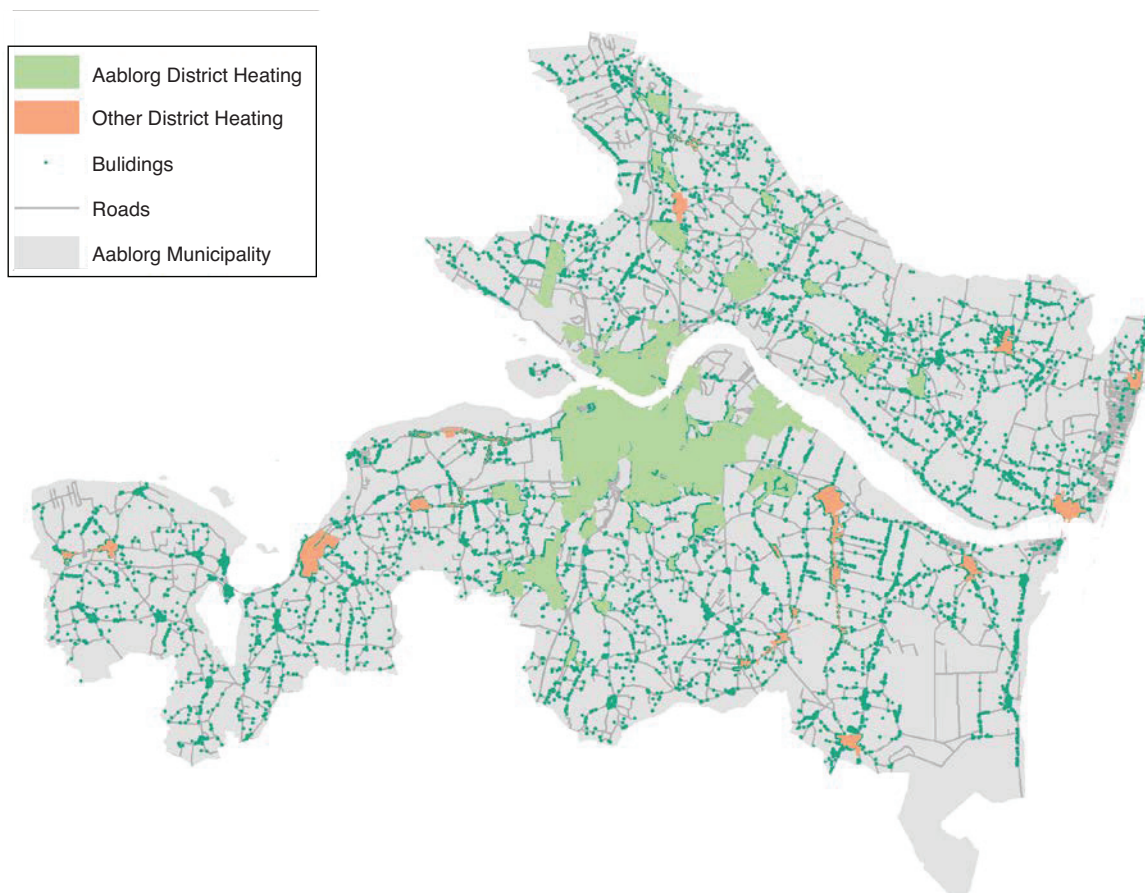 Aablorg District Heating
Other District Heating
Bulidings
Roads
Aablorg Municipality